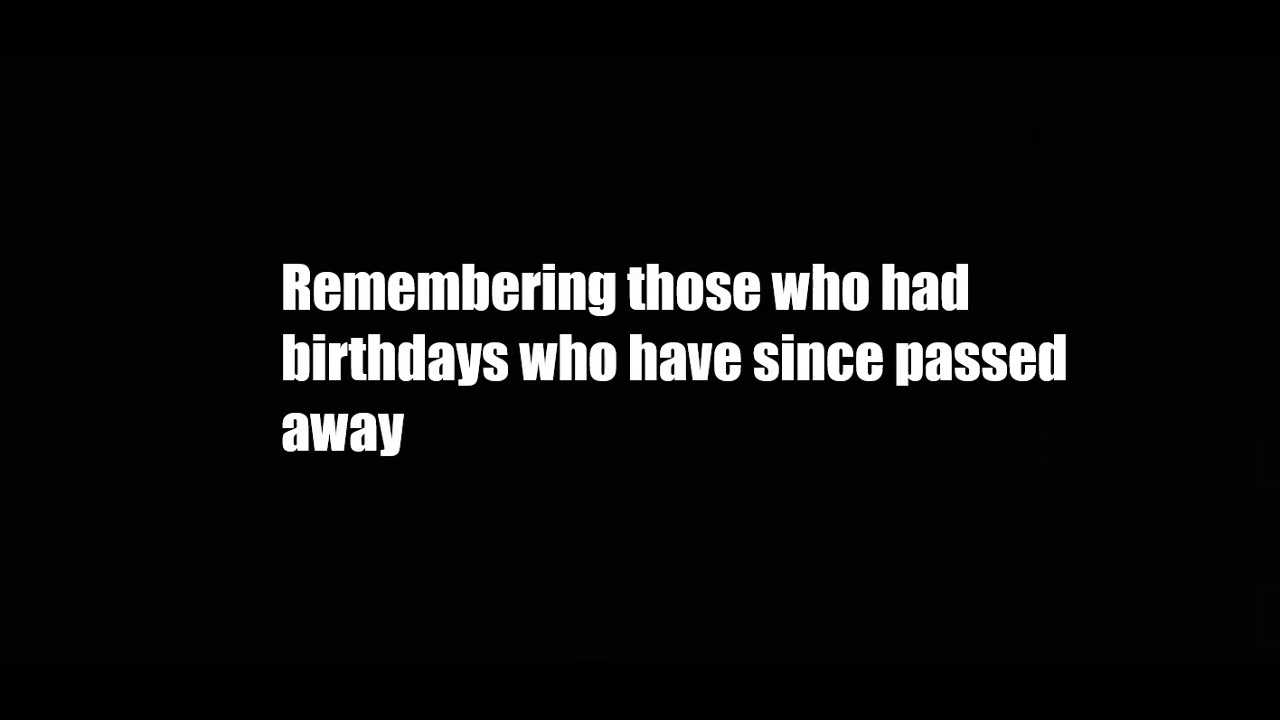 Remembering those who had
birthdays who have since passed
away